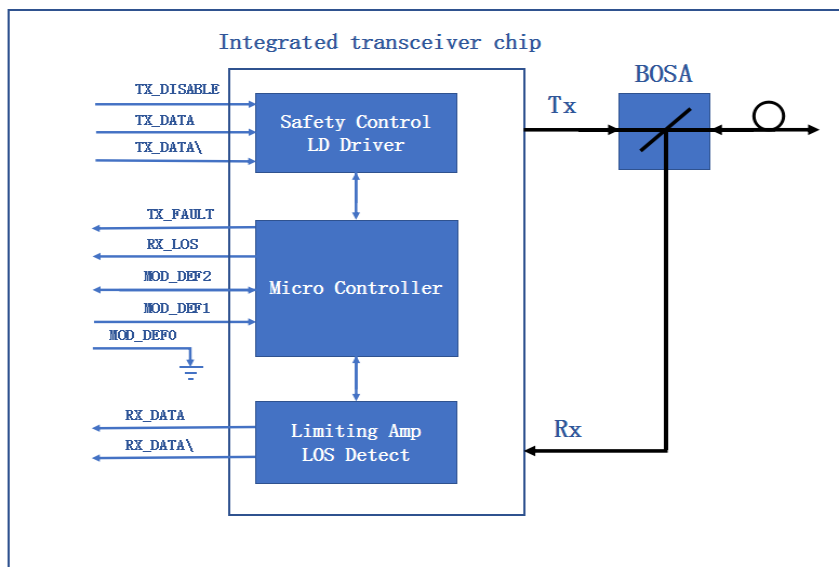 Integrated transceiver chip
BOSA
TX_DISABLE
TX_DATA
TX_DATA\
Safety Control
LD Driver
Tx
TX_FAULT
RX_LOS
MOD_DEF2
MOD_DEF1
MOD_DEF0
Micro Controller
RX_DATA
RX_DATA\
Limiting Amp
LOS Detect
Rx